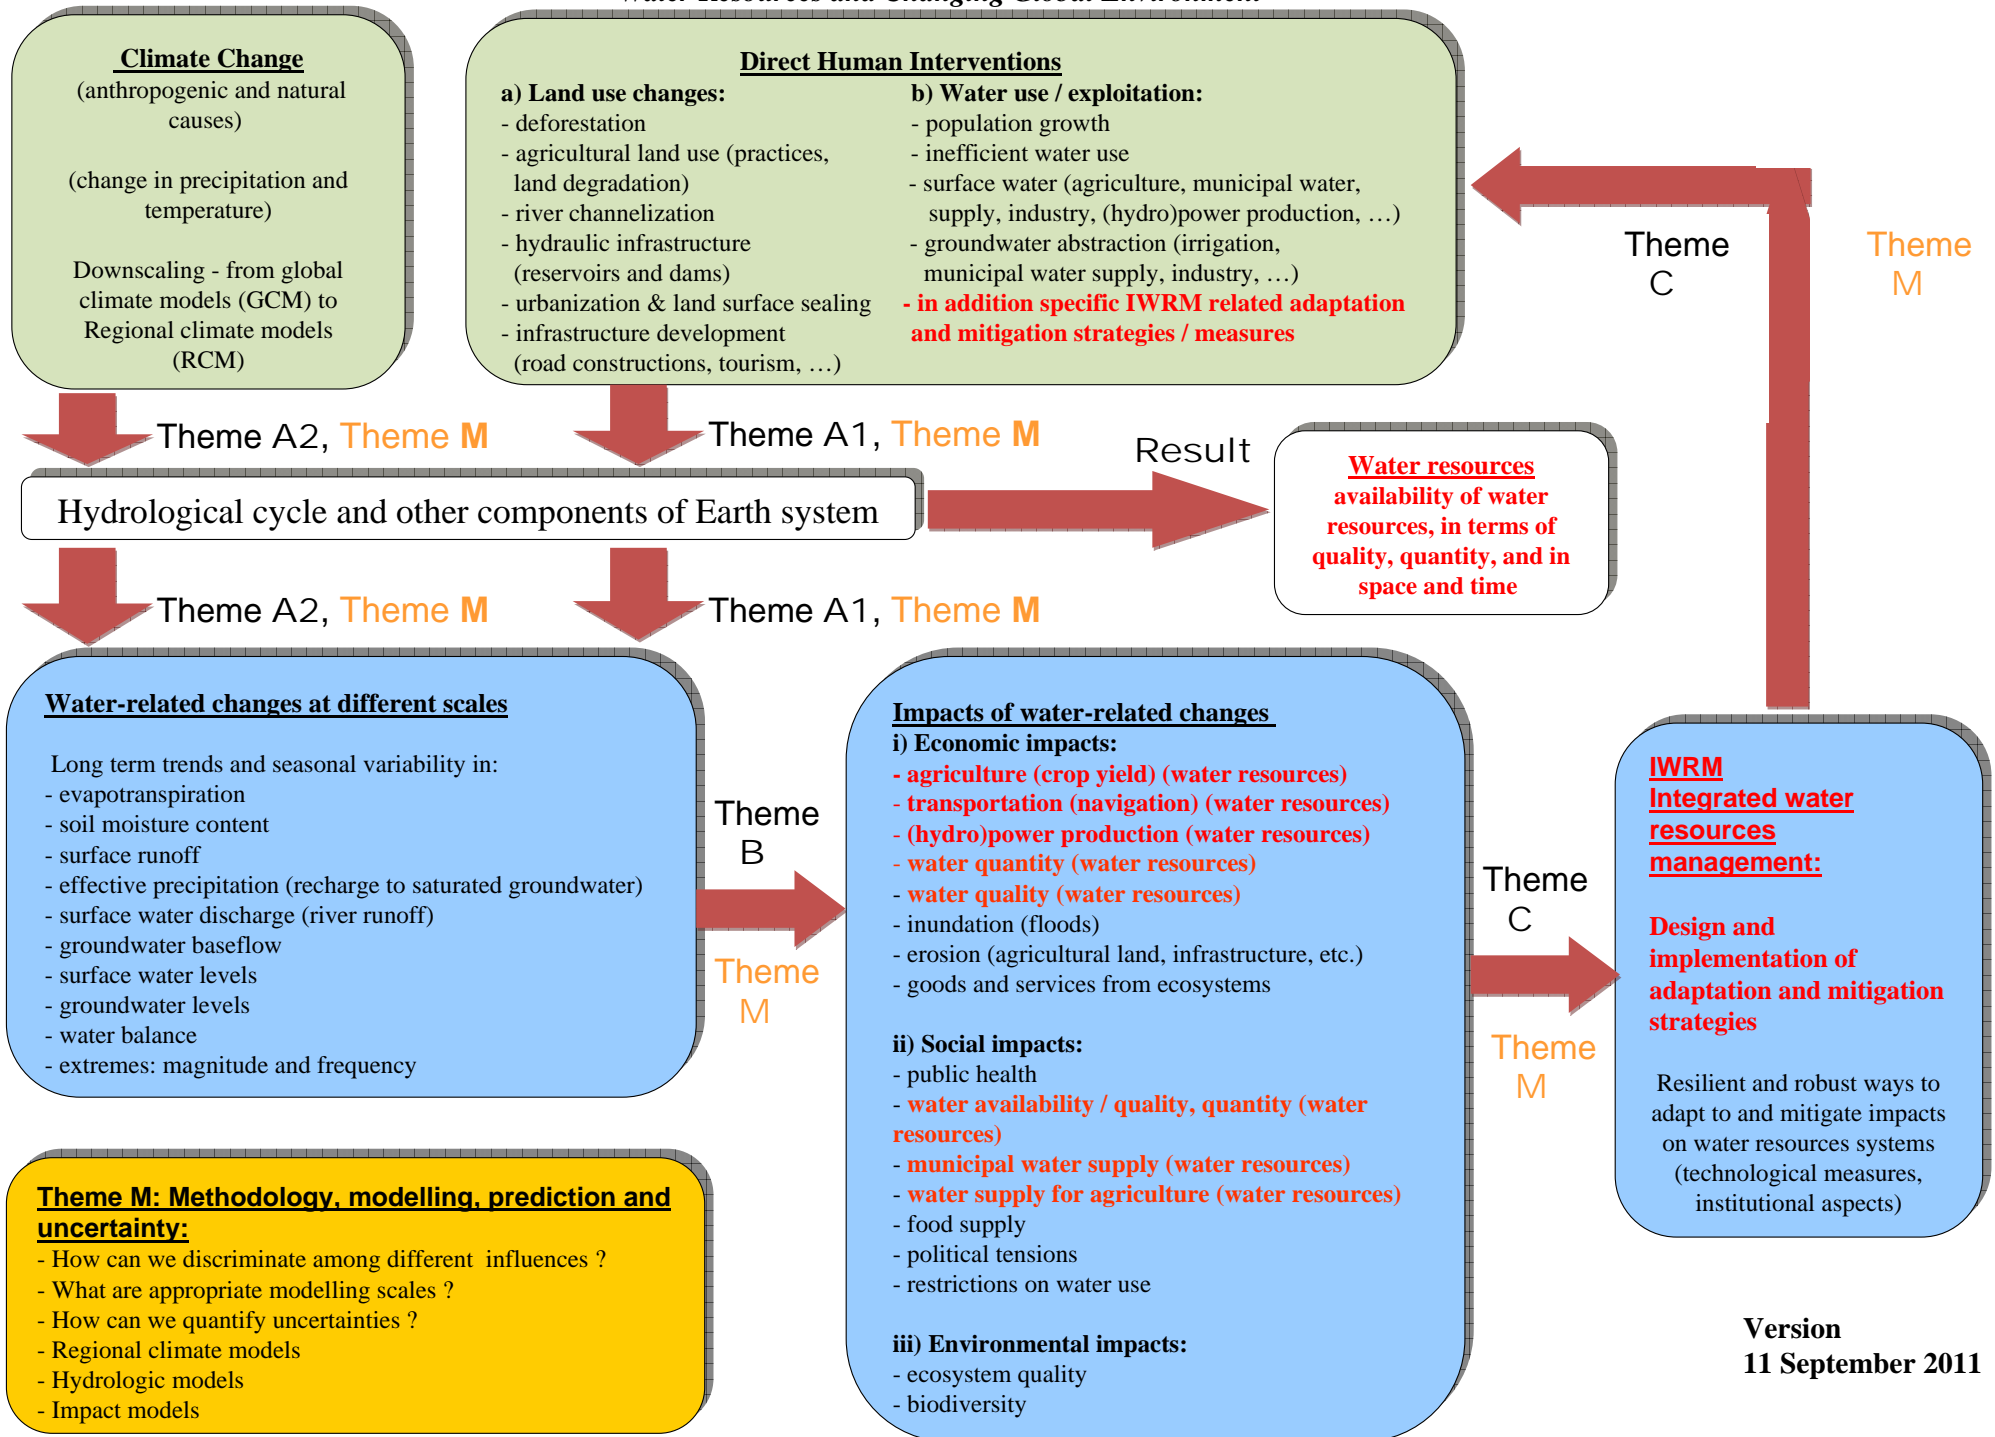 Water Resources and Changing Global Environment
Climate Change
(anthropogenic and natural
causes)
(change in precipitation and
temperature)
Downscaling - from global
climate models (GCM) to
Regional climate models
(RCM)
Direct Human Interventions
a) Land use changes:
- deforestation
- agricultural land use (practices,
land degradation)
- river channelization
- hydraulic infrastructure
(reservoirs and dams)
- urbanization & land surface sealing
- infrastructure development
(road constructions, tourism, …)
b) Water use / exploitation:
- population growth
- inefficient water use
- surface water (agriculture, municipal water,
supply, industry, (hydro)power production, …)
- groundwater abstraction (irrigation,
municipal water supply, industry, …)
- in addition specific IWRM related adaptation
and mitigation strategies / measures
Theme
C
Theme
M
Theme A2, Theme M
Theme A1, Theme M
Result
Hydrological cycle and other components of Earth system
Water resources
availability of water
resources, in terms of
quality, quantity, and in
space and time
Theme A2, Theme M
Theme A1, Theme M
Water-related changes at different scales
Long term trends and seasonal variability in:
- evapotranspiration
- soil moisture content
- surface runoff
- effective precipitation (recharge to saturated groundwater)
- surface water discharge (river runoff)
- groundwater baseflow
- surface water levels
- groundwater levels
- water balance
- extremes: magnitude and frequency
Theme
B
Theme
M
Impacts of water-related changes
i) Economic impacts:
- agriculture (crop yield) (water resources)
- transportation (navigation) (water resources)
- (hydro)power production (water resources)
- water quantity (water resources)
- water quality (water resources)
- inundation (floods)
- erosion (agricultural land, infrastructure, etc.)
- goods and services from ecosystems
ii) Social impacts:
- public health
- water availability / quality, quantity (water
resources)
- municipal water supply (water resources)
- water supply for agriculture (water resources)
- food supply
- political tensions
- restrictions on water use
iii) Environmental impacts:
- ecosystem quality
- biodiversity
Theme
C
Theme
M
IWRM
Integrated water
resources
management:
Design and
implementation of
adaptation and mitigation
strategies
Resilient and robust ways to
adapt to and mitigate impacts
on water resources systems
(technological measures,
institutional aspects)
Theme M: Methodology, modelling, prediction and
uncertainty:
- How can we discriminate among different  influences ?
- What are appropriate modelling scales ?
- How can we quantify uncertainties ?
- Regional climate models
- Hydrologic models
- Impact models
Version
11 September 2011